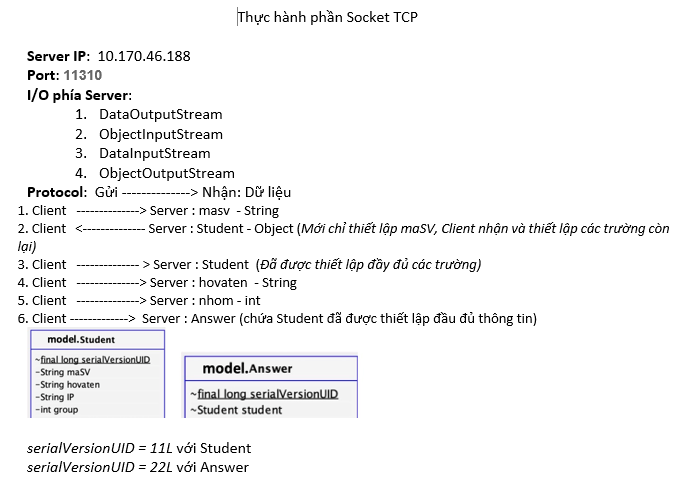 Thực hành phần Socket TCP
Server IP: 10.170.46.188
Port: 11310
I/O phía Server:
1. DataOutputStream
2. ObjectInputStream
3. DataInputStream
4. ObjectOutputStream
Protocol: Gửi --------------> Nhận: Dữ liệu
1. Client --------------> Server : masv - String
2. Client <-------------- Server : Student - Object (Mới chỉ thiết lập maSV, Client nhận và thiết lập các trường còn
lại)
3. Client -------------- > Server : Student (Đã được thiết lập đầy đủ các trường)
4. Client --------------> Server : hovaten - String
5. Client --------------> Server : nhom - int
6. Client -------------> Server : Answer (chứa Student đã được thiết lập đầu đủ thông tin)
model.Student
~final long serialVersionUID
-String maSV
-String hovaten
-String IP
-int group
model.Answer
~final long serialVersionUID
~Student student
serialVersionUID = 11L với Student
serialVersionUID = 22L với Answer